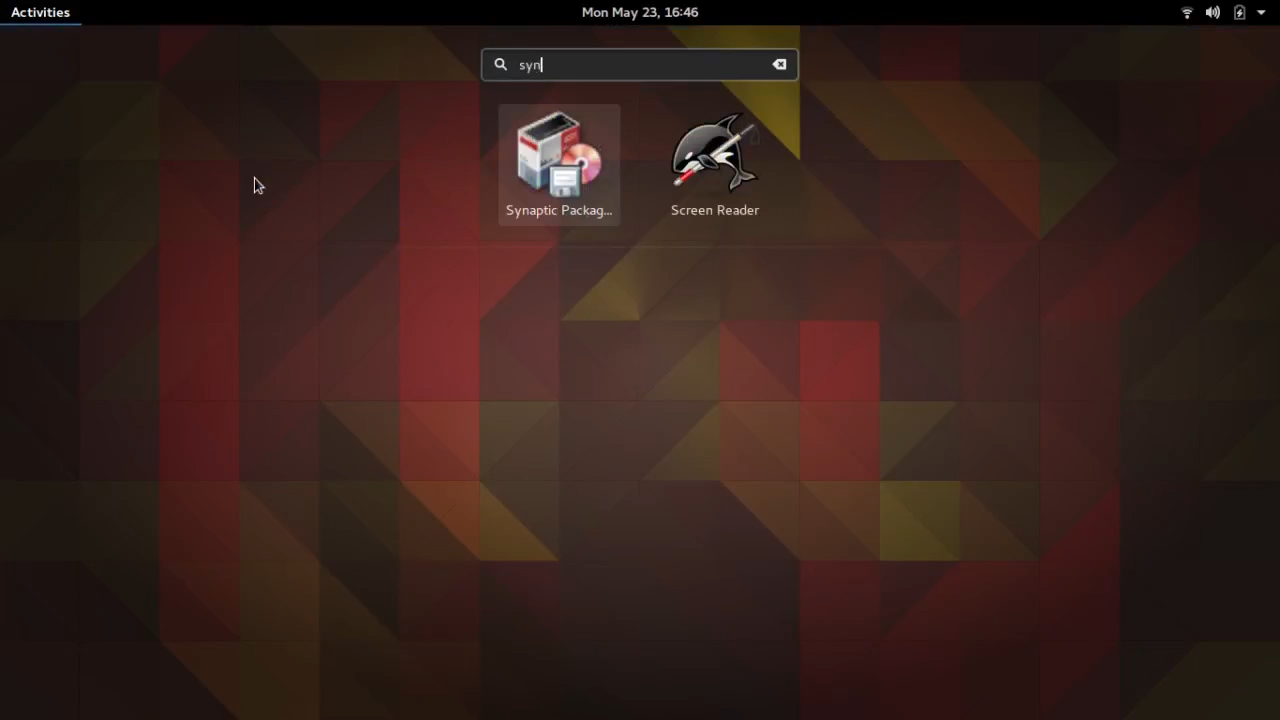 Activities
Mon May 23, 16:46
syn
Synaptic Packag...
Screen Reader